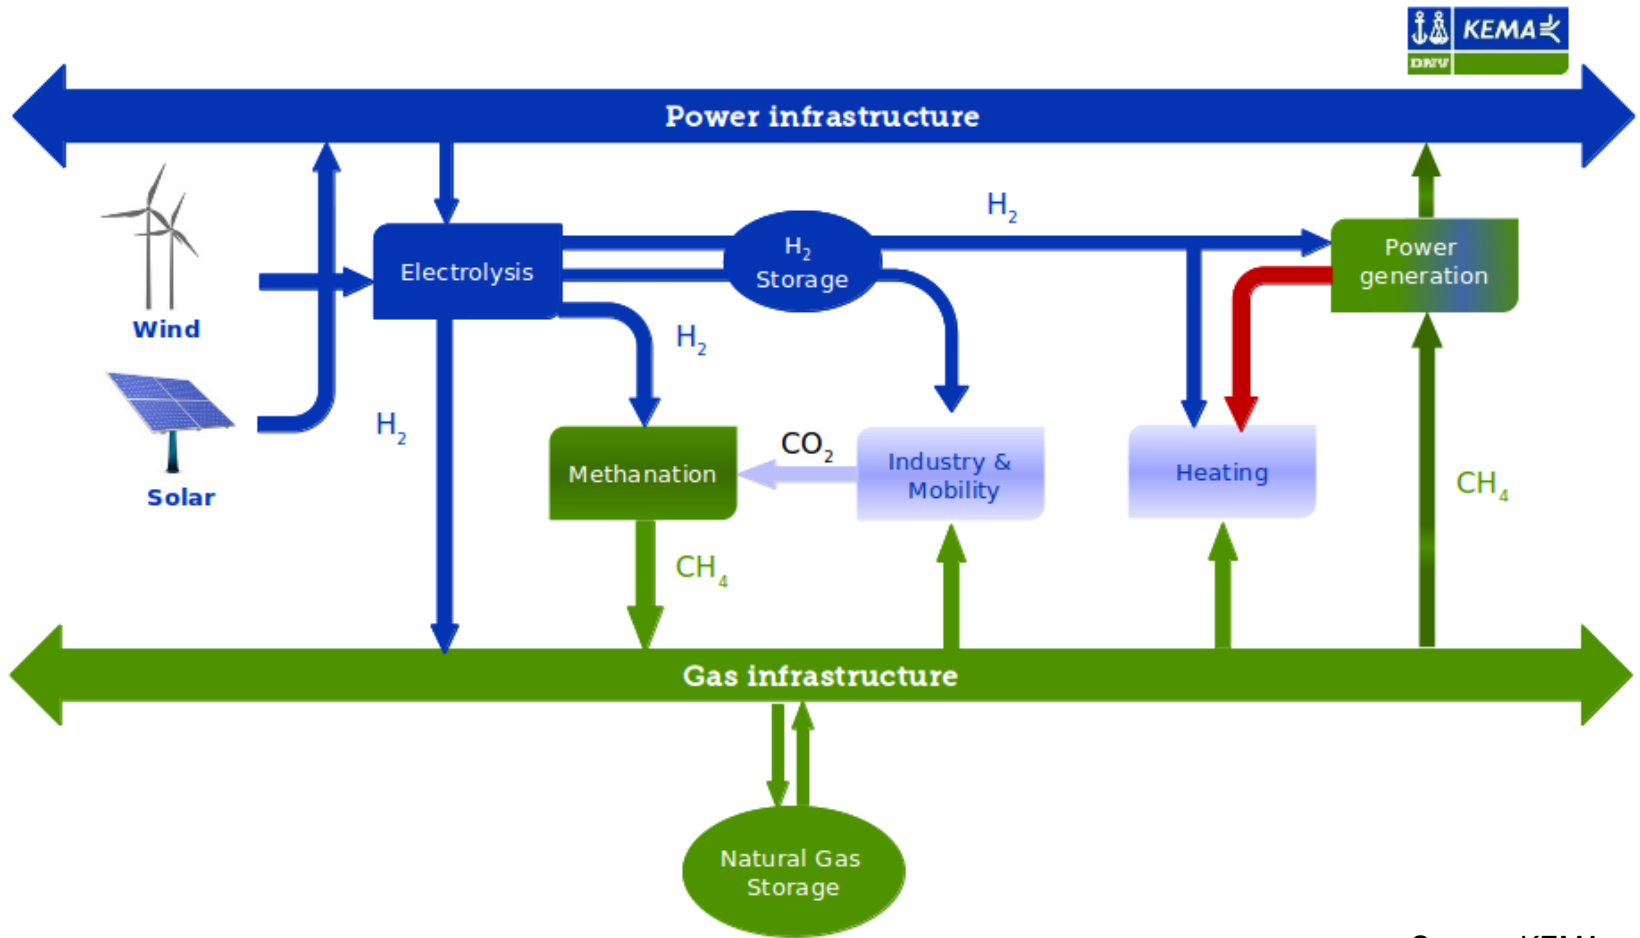 KEMA
DNV
Power infrastructure
H2
Power
generation
H2
Storage
Electrolysis
Wind
H2
H2
CO2
Industry &
Mobility
Methanation
Heating
CH4
Solar
CH4
Gas infrastructure
Natural Gas
Storage